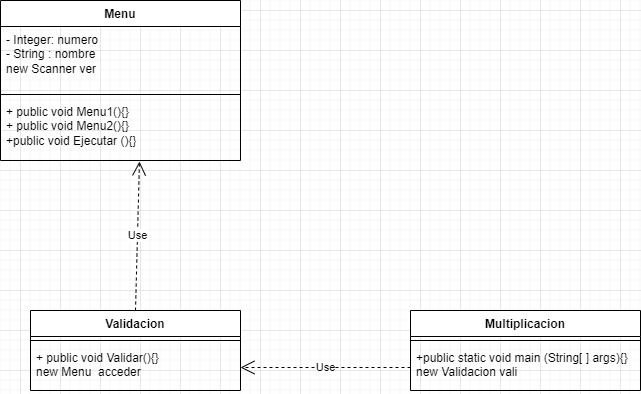 Menu
- Integer: numero
- String : nombre
new Scanner ver
+ public void Menu1(){}
+ public void Menu2(){}
+public void Ejecutar (){}
Use
Validacion
+ public void Validar(){}
new Menu  acceder
Use
Multiplicacion
+public static void main (String[ ] args){}
new Validacion vali